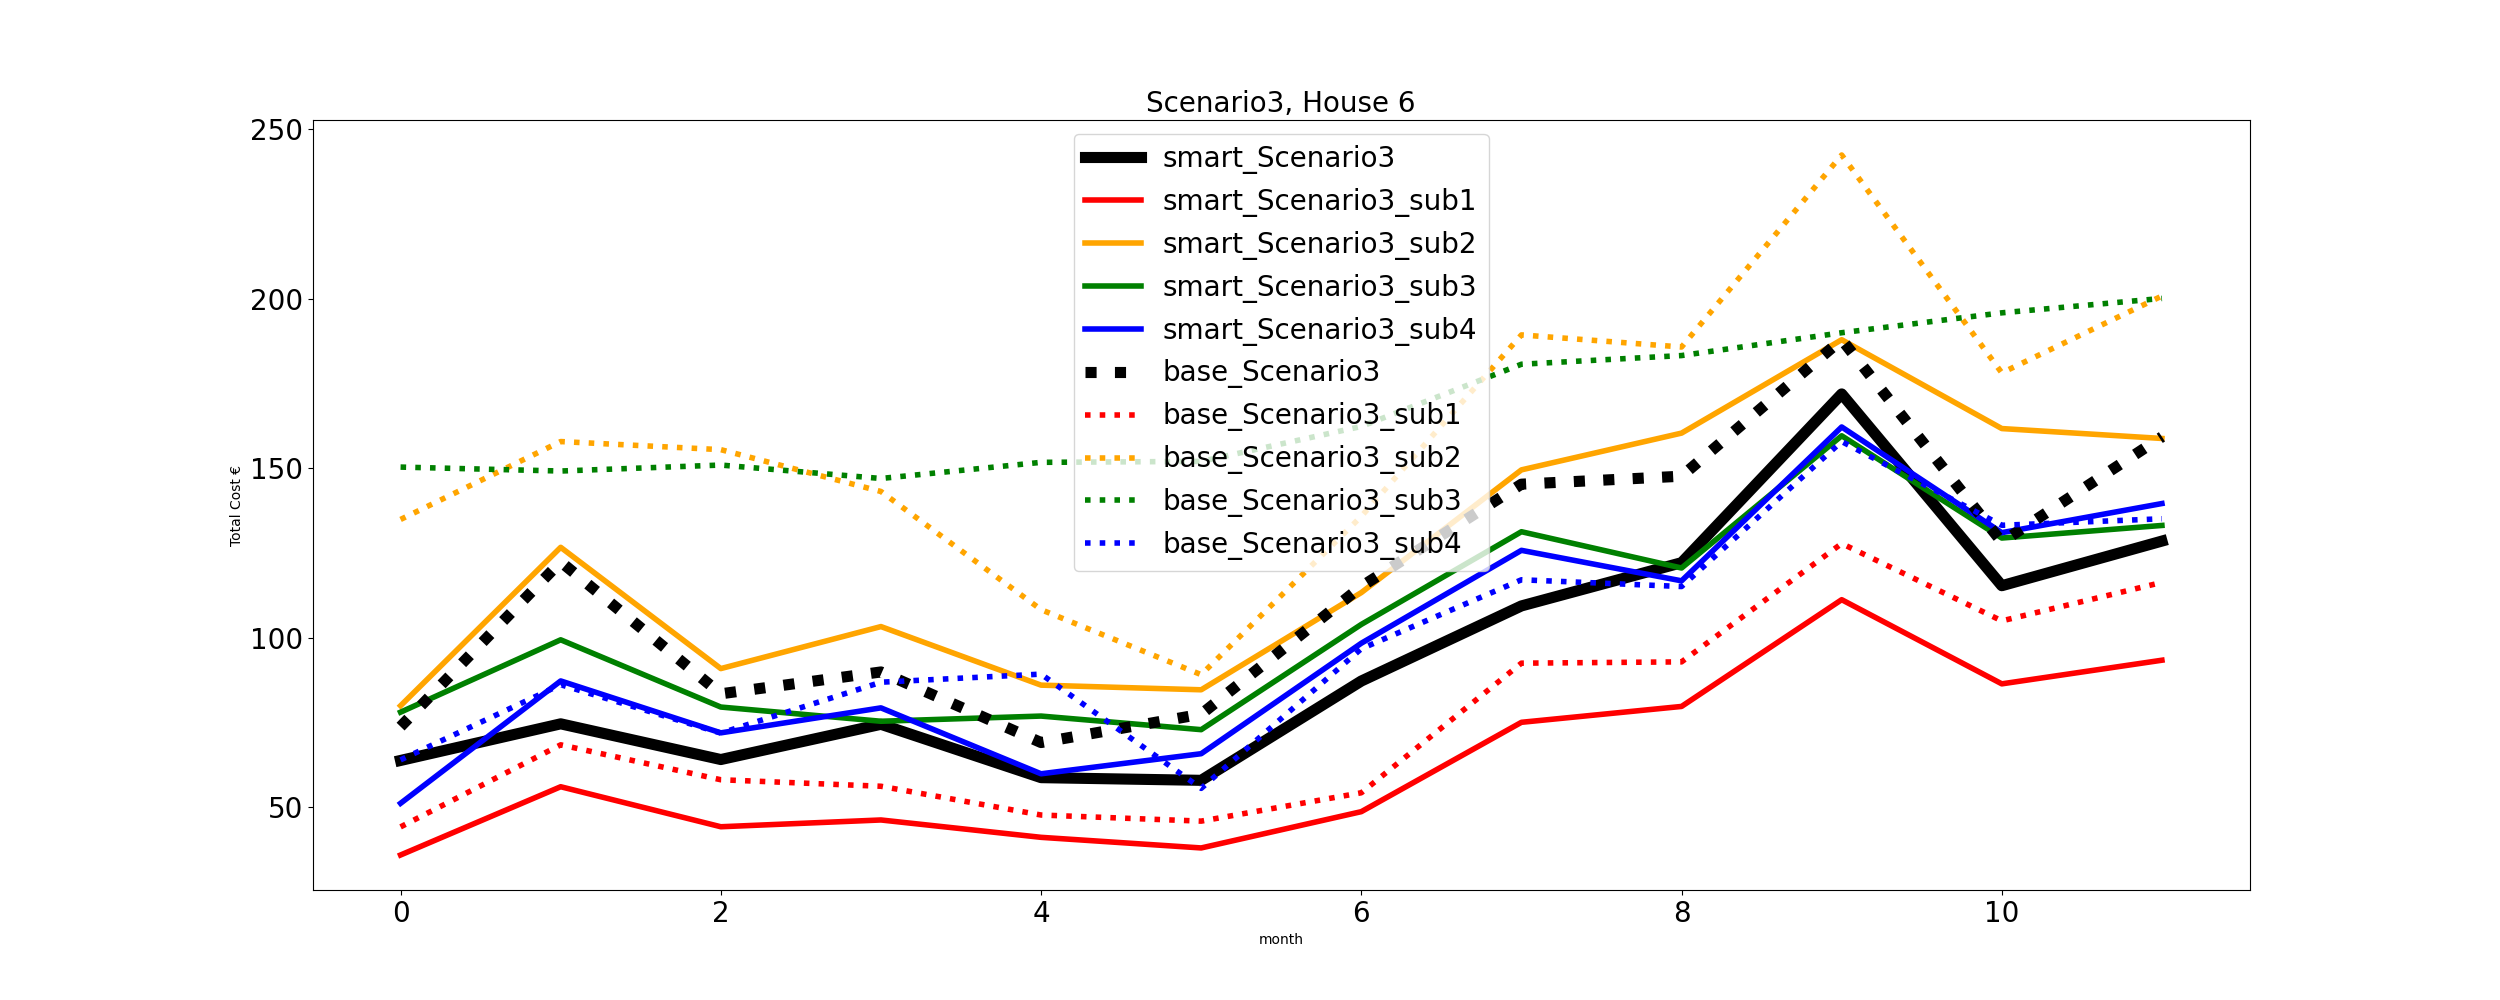 Scenario3, House 6
250
200
150
100
50
Total Cost €
smart_Scenario3
smart_Scenario3_sub1
smart_Scenario3_sub2
smart_Scenario3_sub3
smart_Scenario3_sub4
base_Scenario3
base_Scenario3_sub1
base_Scenario3_sub2
base_Scenario3_sub3
base_Scenario3_sub4
0 2 4 6 8 10
month